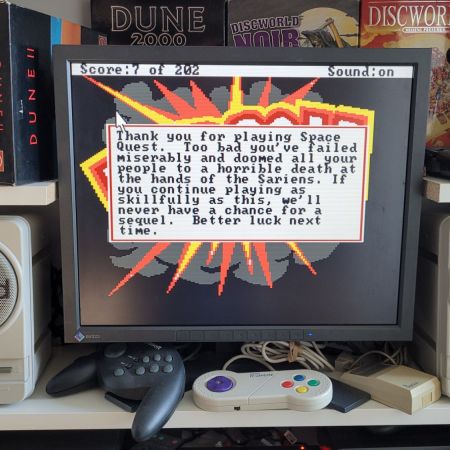 DUNE
2000
DISCWORLD
NOIR
DISCWOR
DUNE II
Score:7 of 202 Sound:on
Thank you for playing Space
Quest. Too bad you've failed
miserably and doomed all your
people to a horrible death at
the hands of the Sariens. If
you continue playing as
skillfully as this, we'll
never have a chance for a
sequel. Better luck next
time.
EIZO